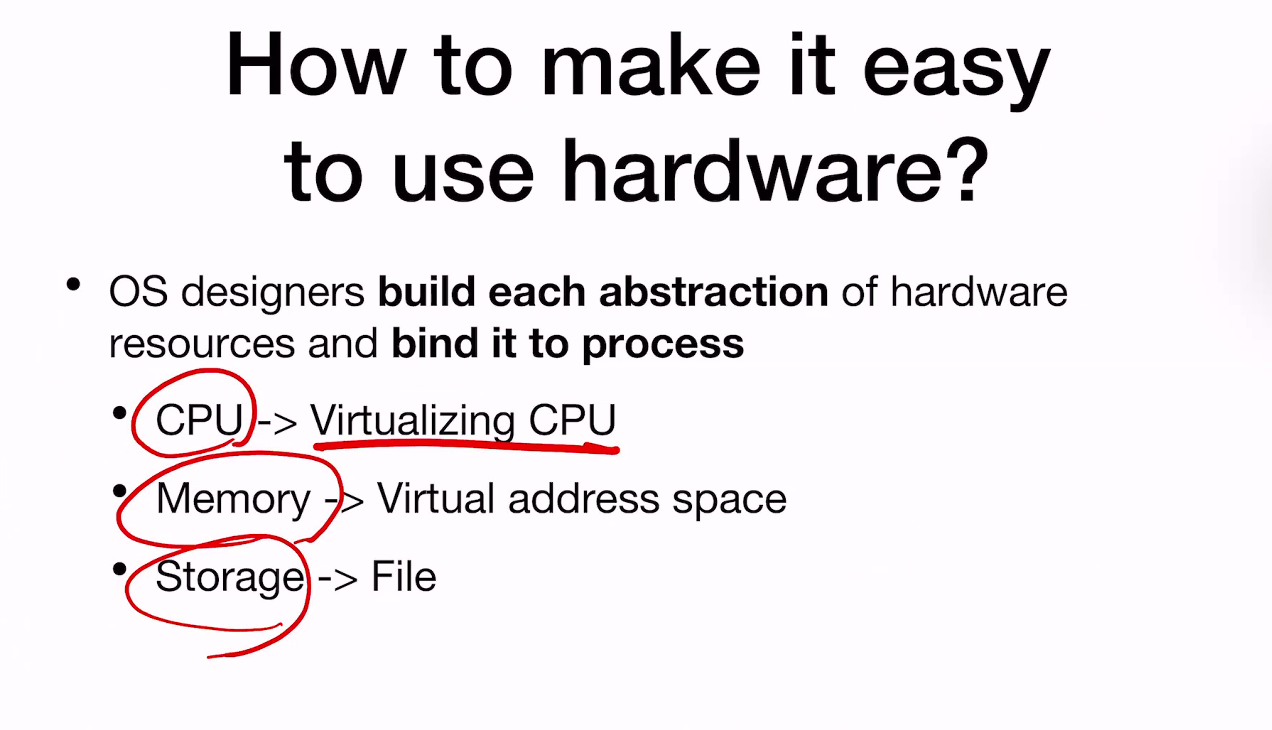 How to make it easy
to use hardware?
• OS designers build each abstraction of hardware
resources and bind it to process
• CPU -> Virtualizing CPU
• Memory -> Virtual address space
• Storage -> File